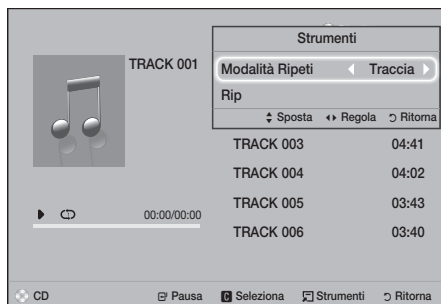 Strumenti
TRACK 001
Modalità Ripeti Traccia
Rip
Sposta Regola Ritorna
TRACK 003 04:41
TRACK 004 04:02
TRACK 005 03:43
00:00/00:00
TRACK 006 03:40
CD Pausa C Seleziona Strumenti Ritorna